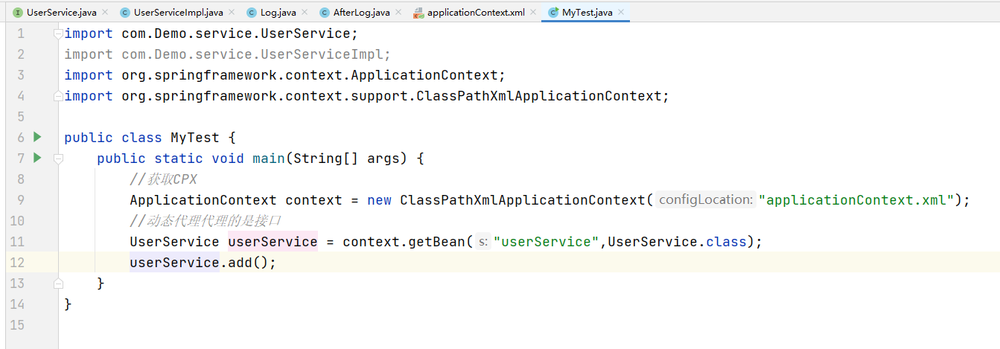 UserService.java UserServiceImpl.java Log.java AfterLog.java applicationContext.xml MyTest.java
1 import com.Demo.service.UserService;
2 import com.Demo.service.UserServiceImpl;
3 import org.springframework.context.ApplicationContext;
4 import org.springframework.context.support.ClassPathXmlApplicationContext;
5
6 public class MyTest {
7 public static void main(String[] args) {
8 //获取CPX
9 ApplicationContext context = new ClassPathXmlApplicationContext( configLocation: "applicationContext.xml");
10 //动态代理代理的是接口
11 UserService userService = context.getBean( s: "userService",UserService.class);
12 userService.add();
13 }
14 }
15